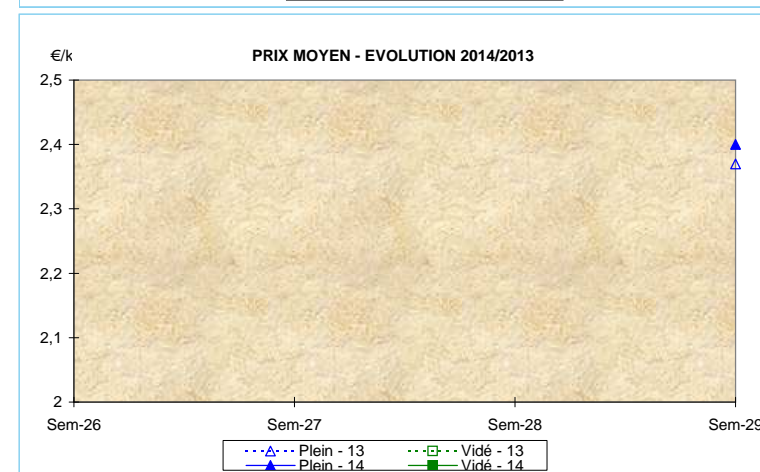 €/k
PRIX MOYEN - EVOLUTION 2014/2013
2,5
2,4
2,3
2,2
2,1
2
Sem-26 Sem-27 Sem-28 Sem-29
Plein - 13 Vidé - 13
Plein - 14 Vidé - 14